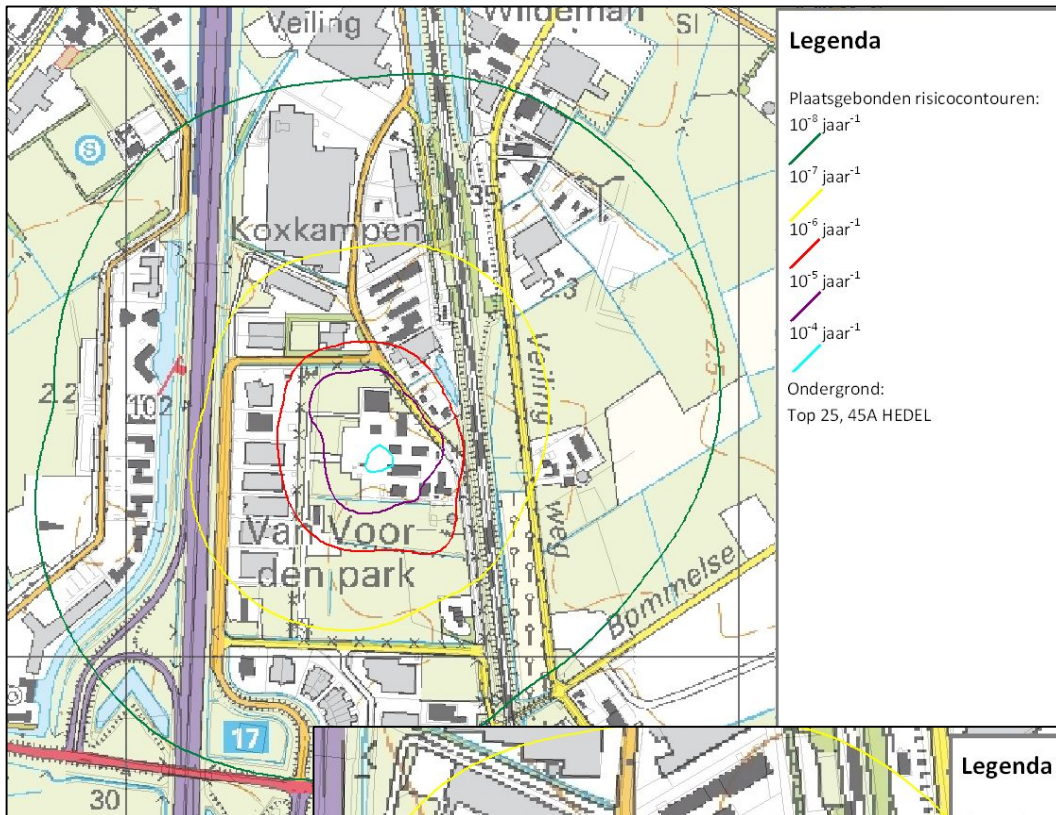 Veiling
Wildeman
Sl
S
35
Koxkampen
2.3
2.2
102
2.5
Veiling
weg
Van Voor
den park
Bommelse
17
30
Legenda
Plaatsgebonden risicocontouren:
10⁻⁸ jaar⁻¹
10⁻⁷ jaar⁻¹
10⁻⁶ jaar⁻¹
10⁻⁵ jaar⁻¹
10⁻⁴ jaar⁻¹
Ondergrond:
Top 25, 45A HEDEL
Legenda